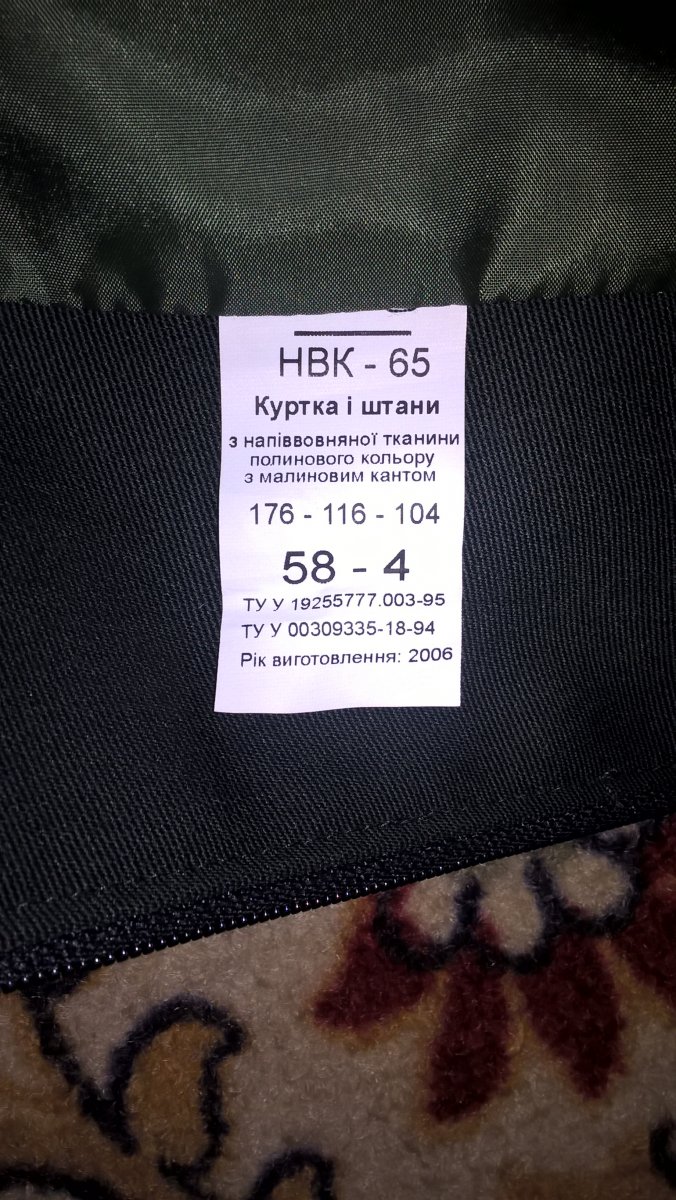 НВК - 65
Куртка і штани
з напіввовняної тканини
полинового кольору
з малиновим кантом
176 - 116 - 104
58 - 4
ТУ У 19255777.003-95
ТУ У 00309335-18-94
Рік виготовлення: 2006